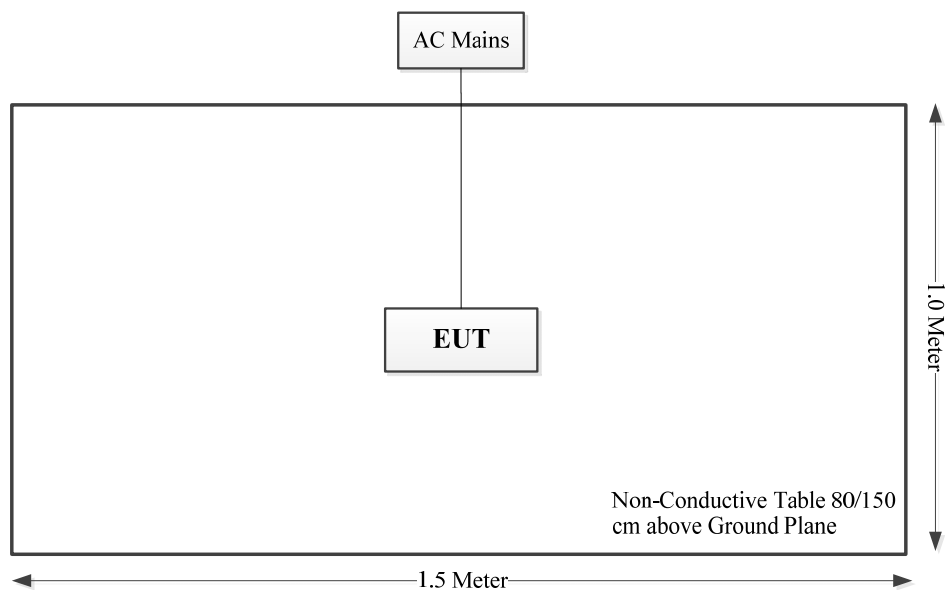 AC Mains
EUT
1.0 Meter
Non-Conductive Table 80/150
cm above Ground Plane
1.5 Meter